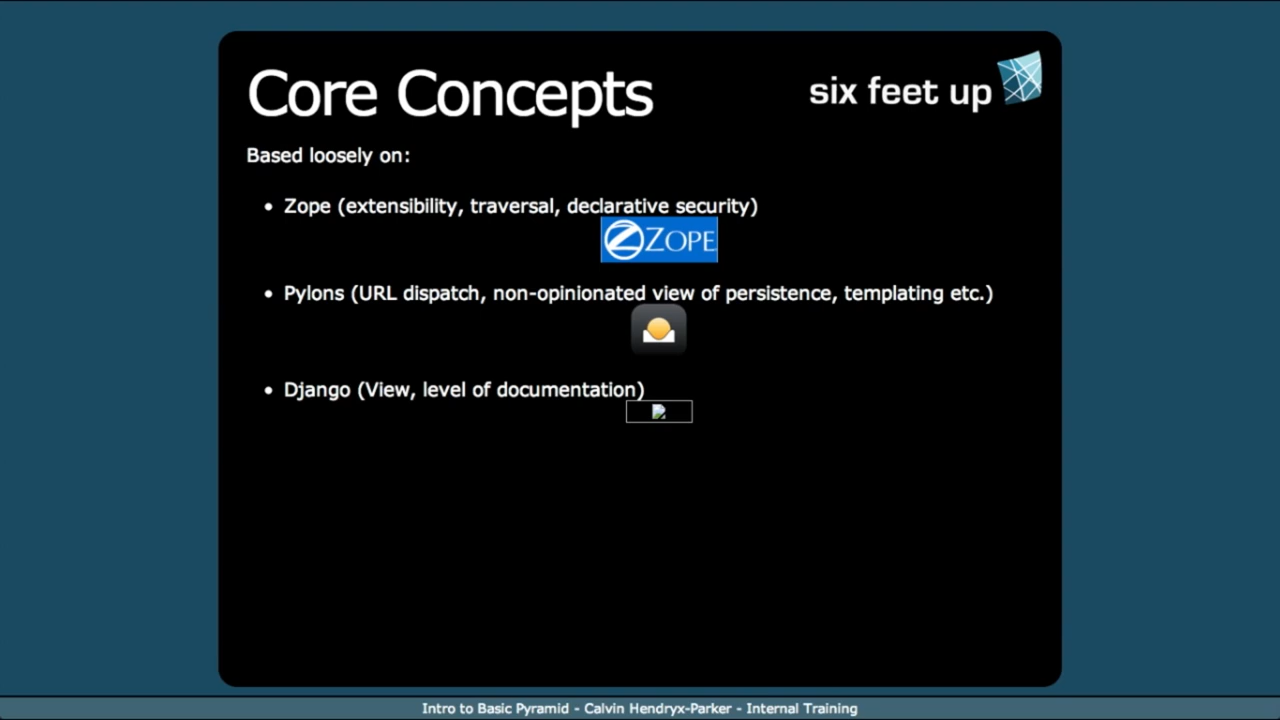 Core Concepts
six feet up
Based loosely on:
• Zope (extensibility, traversal, declarative security)
ZOPE
• Pylons (URL dispatch, non-opinionated view of persistence, templating etc.)
• Django (View, level of documentation)
Intro to Basic Pyramid - Calvin Hendryx-Parker - Internal Training